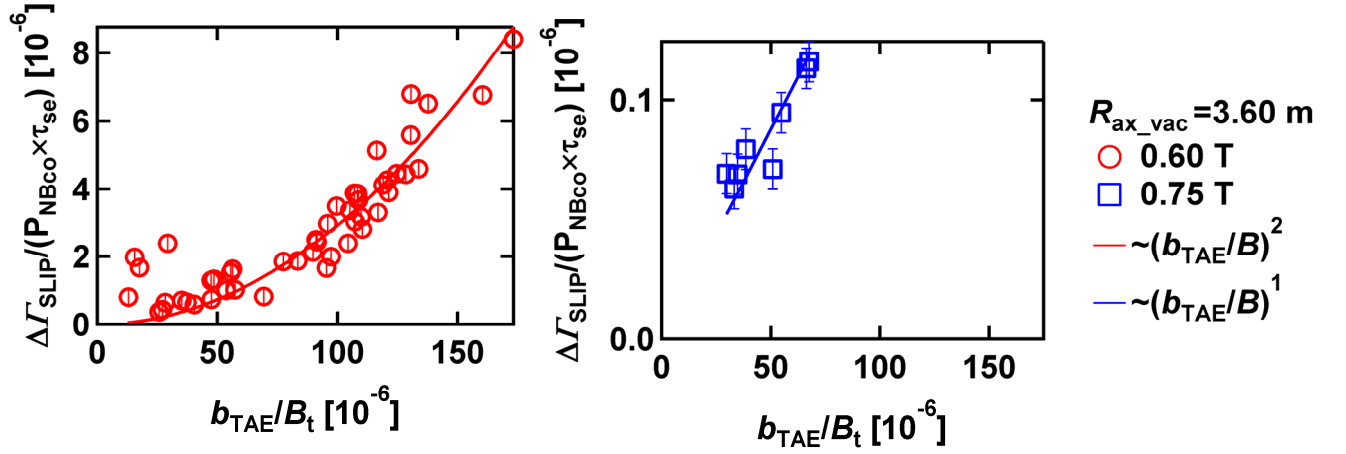 ΔΓSLIP/(PNBco×τse) [10-6]
8
6
4
2
0
0 50 100 150
bTAE/Bt [10-6]
ΔΓSLIP/(PNBco×τse) [10-6]
0.1
0.0
0 50 100 150
bTAE/Bt [10-6]
Rax_vac=3.60 m
0.60 T
0.75 T
~(bTAE/B)2
~(bTAE/B)1